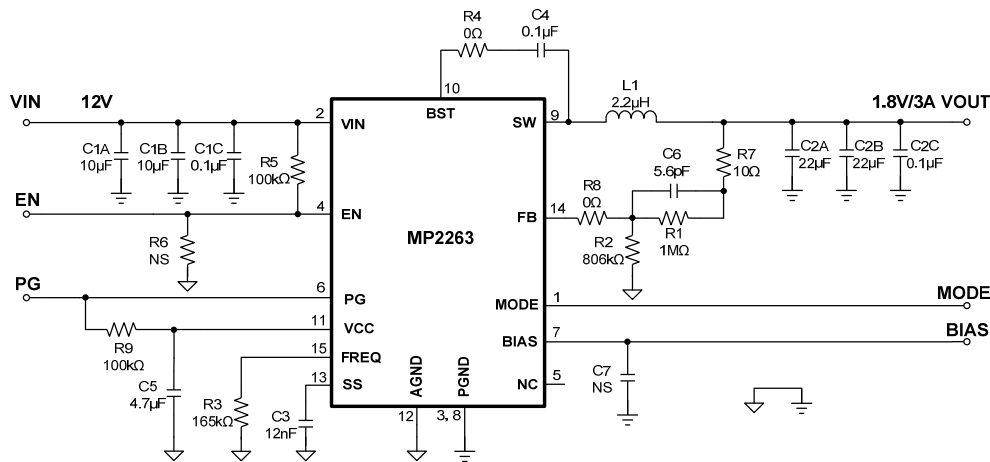 R4
0Ω
C4
0.1µF
10
BST
VIN
12V
2
VIN
SW
9
L1
2.2µH
1.8V/3A VOUT
C1A
10µF
C1B
10µF
C1C
0.1µF
R5
100kΩ
C6
5.6pF
R7
10Ω
C2A
22µF
C2B
22µF
C2C
0.1µF
EN
4
EN
FB
14
R8
0Ω
R1
1MΩ
R6
NS
MP2263
R2
806kΩ
PG
6
PG
MODE
1
MODE
11
VCC
BIAS
7
BIAS
R9
100kΩ
15
FREQ
C5
4.7µF
13
SS
AGND
PGND
NC
5
C7
NS
R3
165kΩ
C3
12nF
12
3, 8